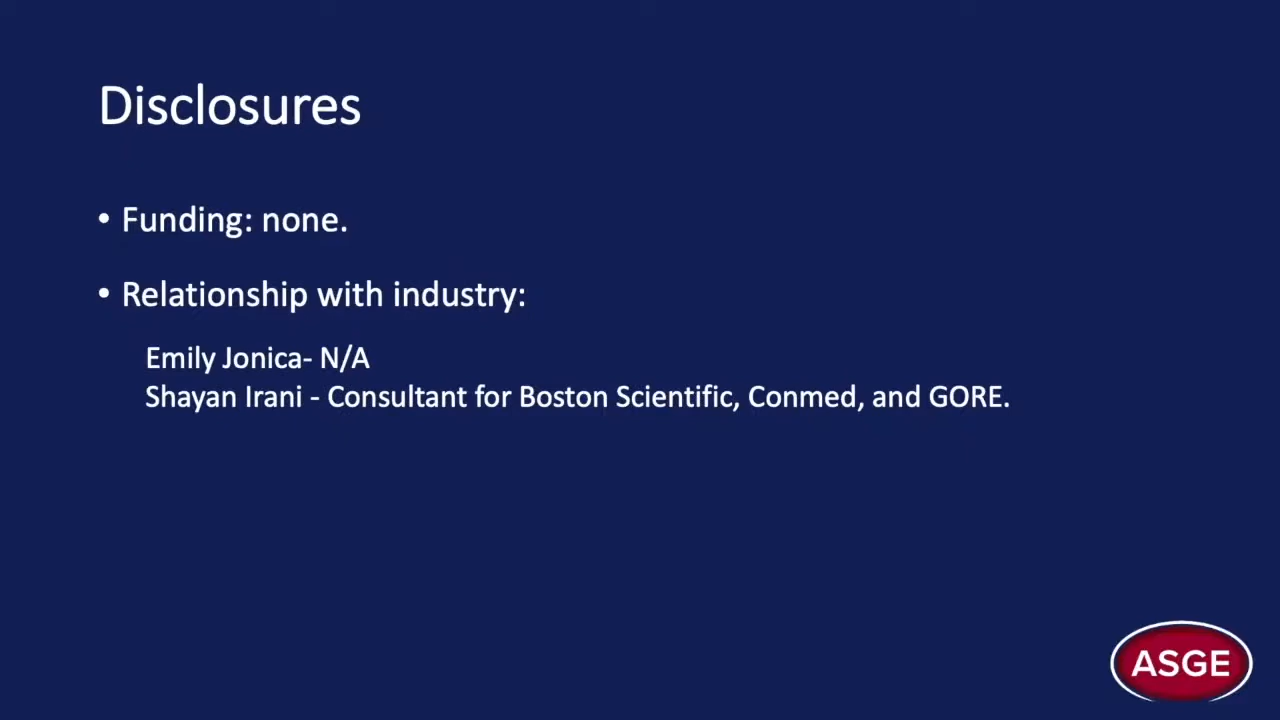 Disclosures
• Funding: none.
• Relationship with industry:
Emily Jonica- N/A
Shayan Irani - Consultant for Boston Scientific, Conmed, and GORE.
ASGE